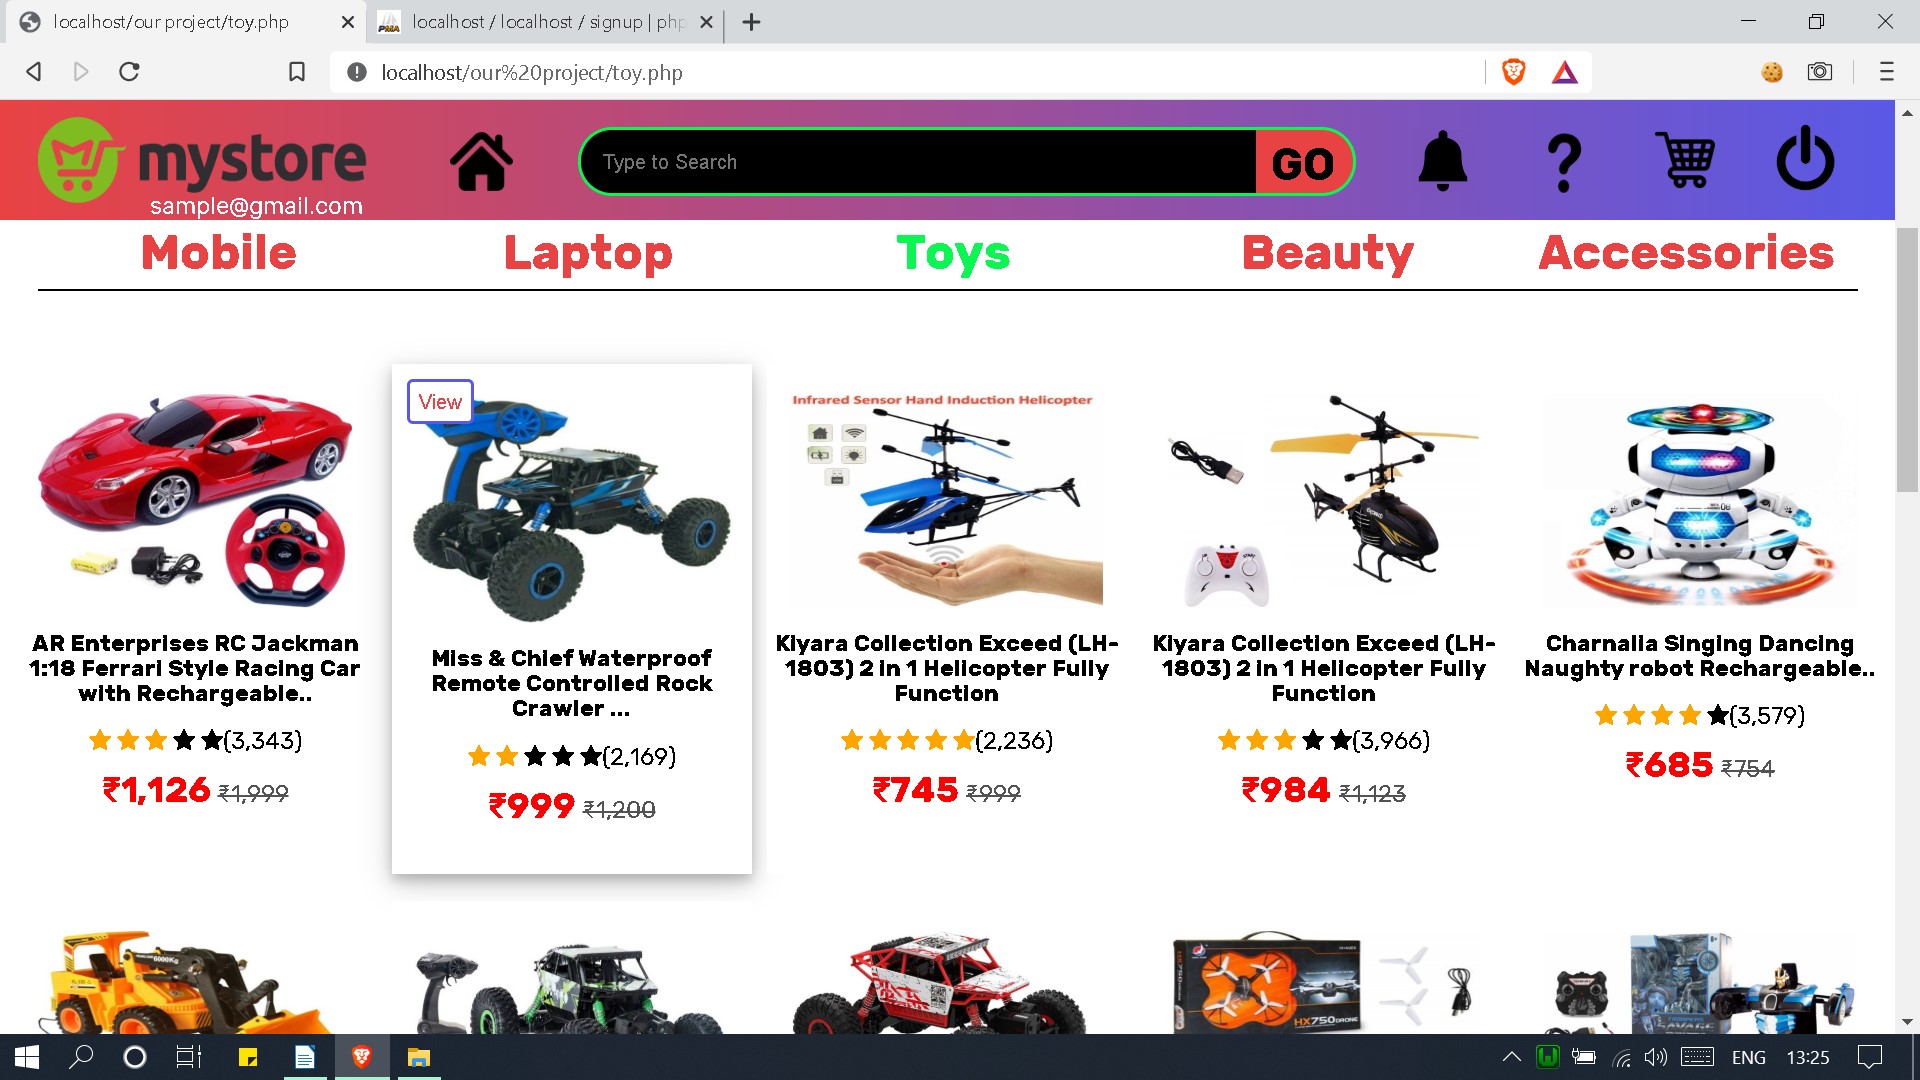 localhost/our project/toy.php
localhost / localhost / signup | php
localhost/our%20project/toy.php
mystore
sample@gmail.com
Type to Search
GO
Mobile
Laptop
Toys
Beauty
Accessories
AR Enterprises RC Jackman
1:18 Ferrari Style Racing Car
with Rechargeable..
(3,343)
₹1,126 ₹1,999
View
Miss & Chief Waterproof
Remote Controlled Rock
Crawler ...
(2,169)
₹999 ₹1,200
Infrared Sensor Hand Induction Helicopter
Kiyara Collection Exceed (LH-
1803) 2 in 1 Helicopter Fully
Function
(2,236)
₹745 ₹999
Kiyara Collection Exceed (LH-
1803) 2 in 1 Helicopter Fully
Function
(3,966)
₹984 ₹1,123
Charnalia Singing Dancing
Naughty robot Rechargeable..
(3,579)
₹685 ₹754
HX750 DRONE
ENG
13:25